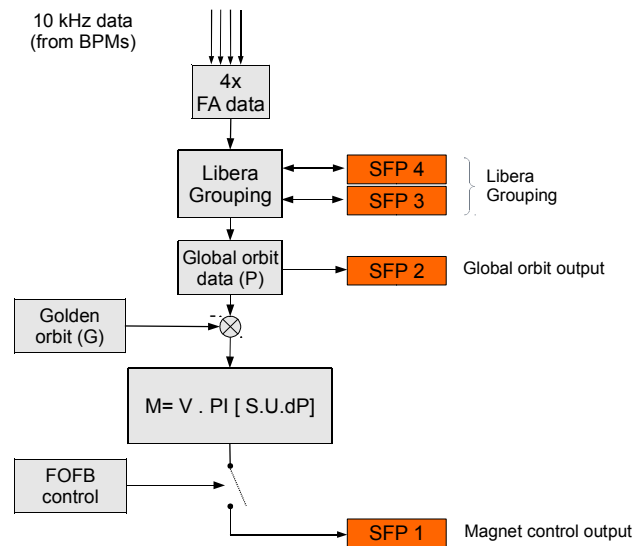 10 kHz data
(from BPMs)
4x
FA data
Libera
Grouping
SFP 4
SFP 3
Libera
Grouping
Global orbit
data (P)
SFP 2
Global orbit output
Golden
orbit (G)
M= V . PI [ S.U.dP]
FOFB
control
SFP 1
Magnet control output